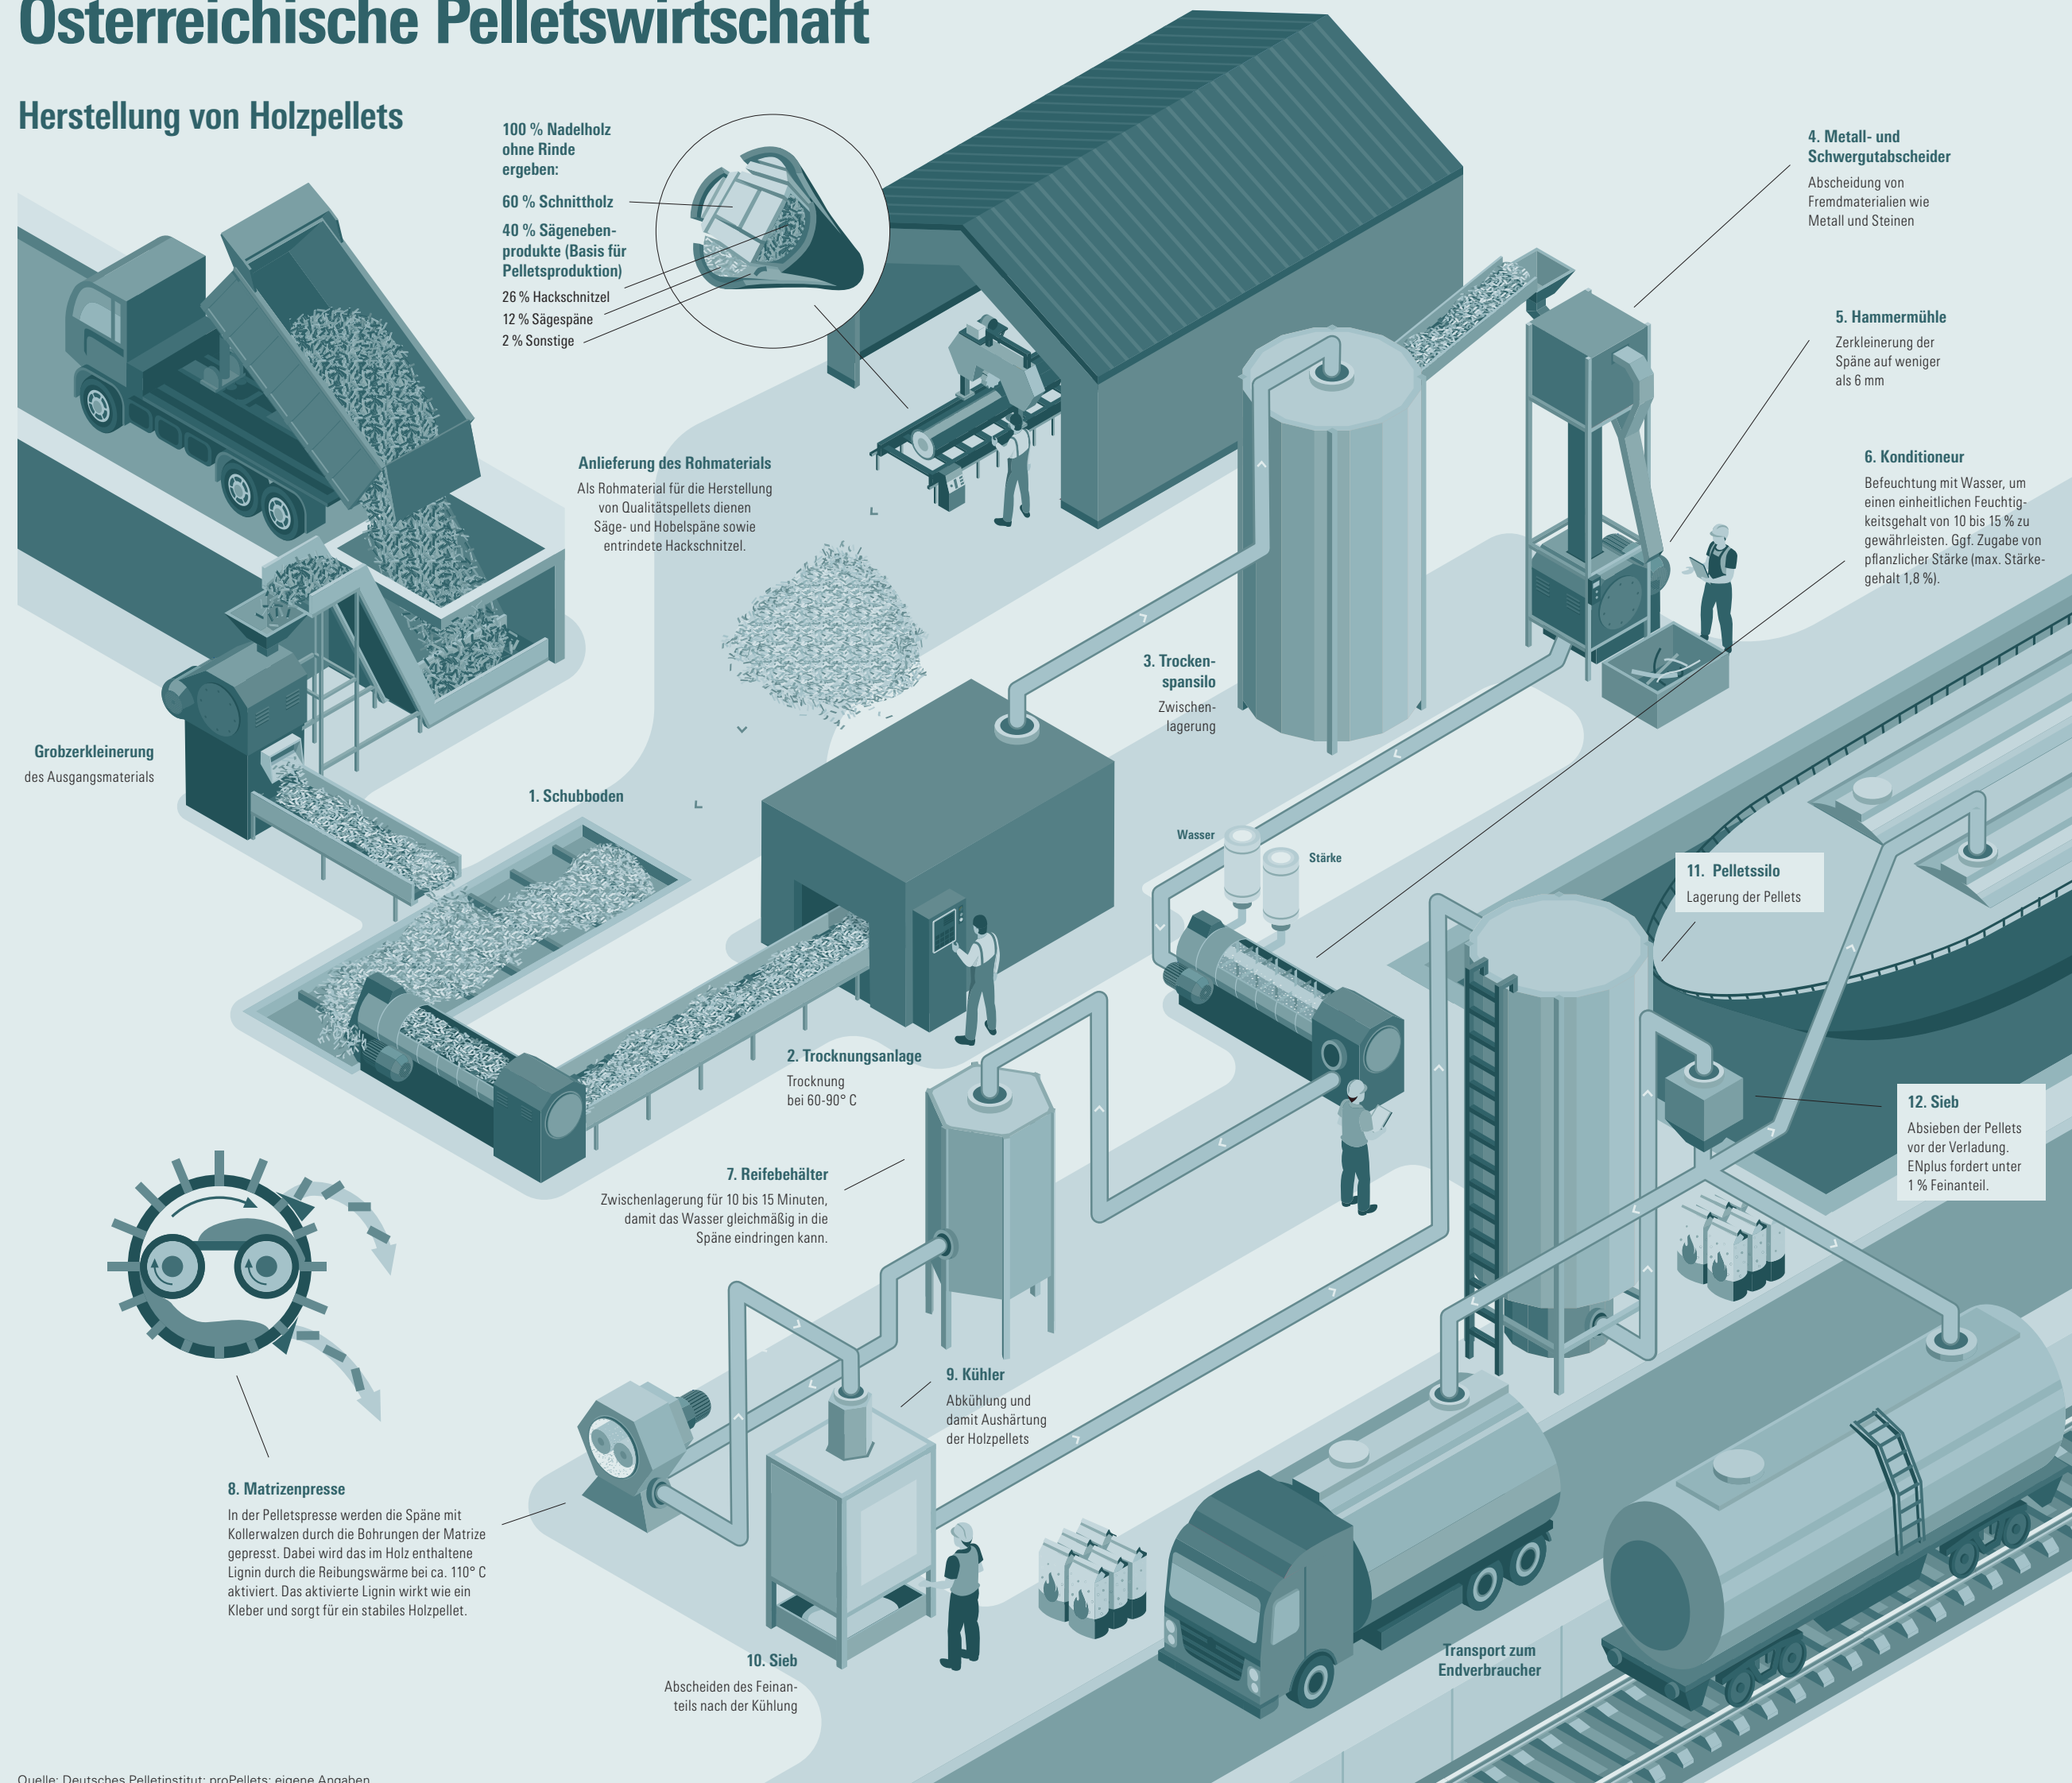 Österreichische Pelletswirtschaft
Herstellung von Holzpellets
100 % Nadelholz
ohne Rinde
ergeben:
60 % Schnittholz
40 % Sägeneben-
produkte (Basis für
Pelletsproduktion)
26 % Hackschnitzel
12 % Sägespäne
2 % Sonstige
Anlieferung des Rohmaterials
Als Rohmaterial für die Herstellung
von Qualitätspellets dienen
Säge- und Hobelspäne sowie
entrindete Hackschnitzel.
Grobzerkleinerung
des Ausgangsmaterials
1. Schubboden
2. Trocknungsanlage
Trocknung
bei 60-90° C
3. Trocken-
spansilo
Zwischen-
lagerung
4. Metall- und
Schwergutabscheider
Abscheidung von
Fremdmaterialien wie
Metall und Steinen
5. Hammermühle
Zerkleinerung der
Späne auf weniger
als 6 mm
6. Konditioneur
Befeuchtung mit Wasser, um
einen einheitlichen Feuchtig-
keitsgehalt von 10 bis 15 % zu
gewährleisten. Ggf. Zugabe von
pflanzlicher Stärke (max. Stärke-
gehalt 1,8 %).
Wasser
Stärke
7. Reifebehälter
Zwischenlagerung für 10 bis 15 Minuten,
damit das Wasser gleichmäßig in die
Späne eindringen kann.
8. Matrizenpresse
In der Pelletspresse werden die Späne mit
Kollerwalzen durch die Bohrungen der Matrize
gepresst. Dabei wird das im Holz enthaltene
Lignin durch die Reibungswärme bei ca. 110° C
aktiviert. Das aktivierte Lignin wirkt wie ein
Kleber und sorgt für ein stabiles Holzpellet.
9. Kühler
Abkühlung und
damit Aushärtung
der Holzpellets
10. Sieb
Abscheiden des Feinan-
teils nach der Kühlung
11. Pelletssilo
Lagerung der Pellets
12. Sieb
Absieben der Pellets
vor der Verladung.
ENplus fordert unter
1 % Feinanteil.
Transport zum
Endverbraucher
Quelle: Deutsches Pelletinstitut; proPellets; eigene Angaben